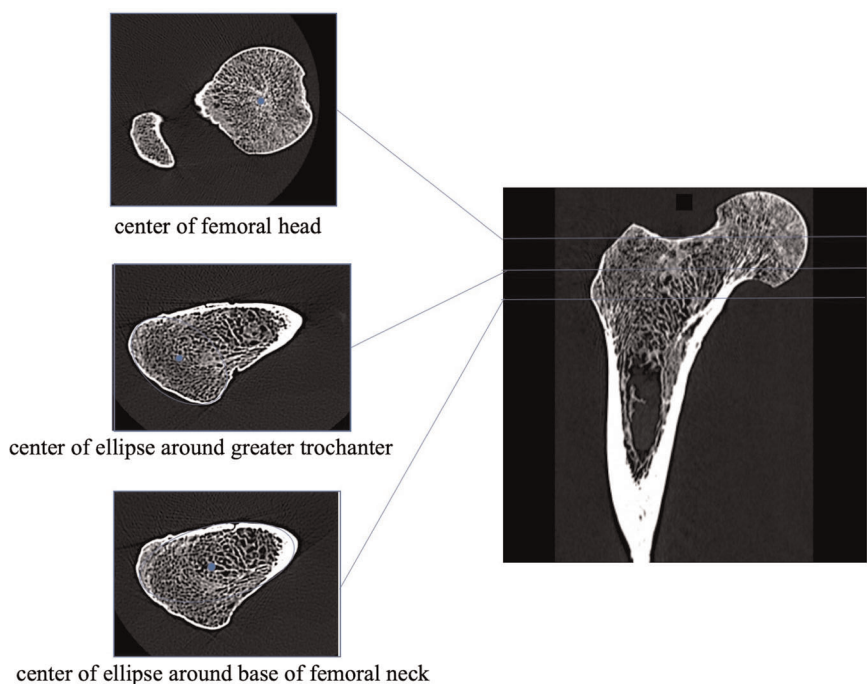 center of femoral head
center of ellipse around greater trochanter
center of ellipse around base of femoral neck